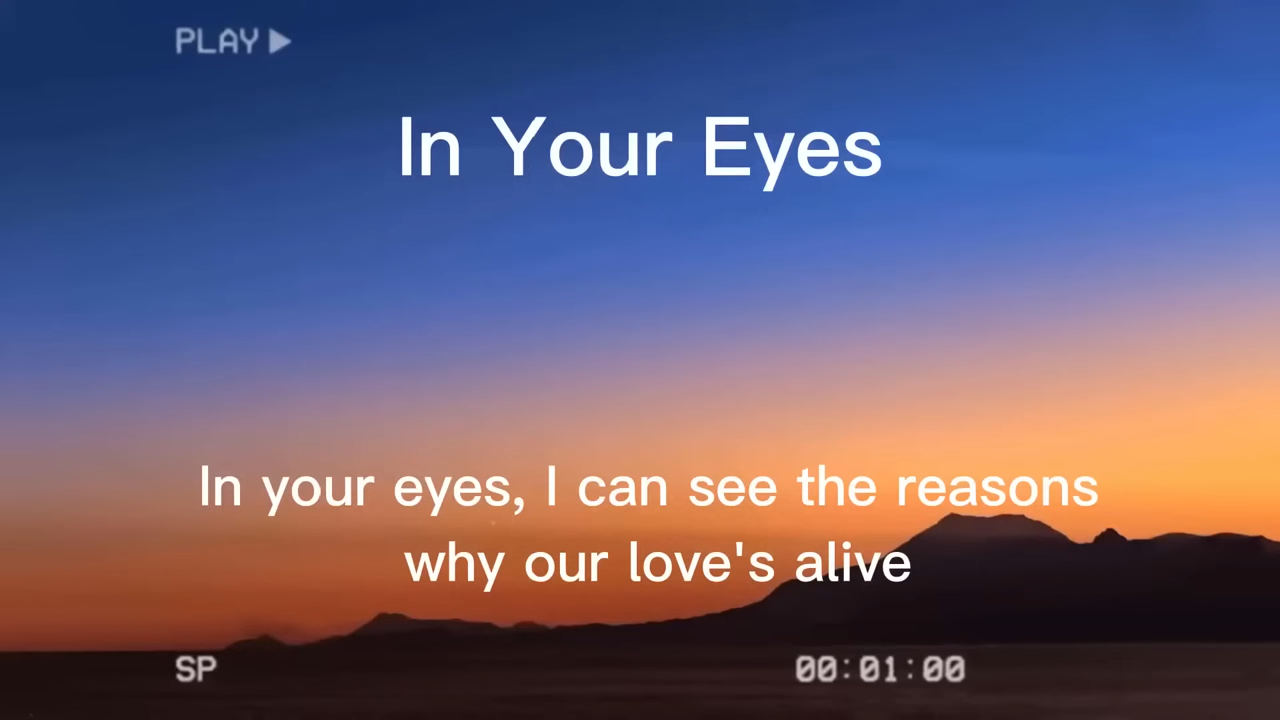 PLAY
In Your Eyes
In your eyes, I can see the reasons
why our love's alive
SP
00:01:00